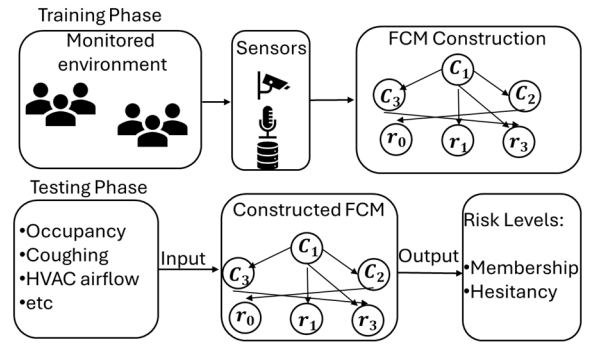 Training Phase
Monitored
environment
Sensors
FCM Construction
C1
C3
C2
r0
r1
r3
Testing Phase
•Occupancy
•Coughing
•HVAC airflow
•etc
Input
Constructed FCM
C1
C3
C2
r0
r1
r3
Output
Risk Levels:
•Membership
•Hesitancy